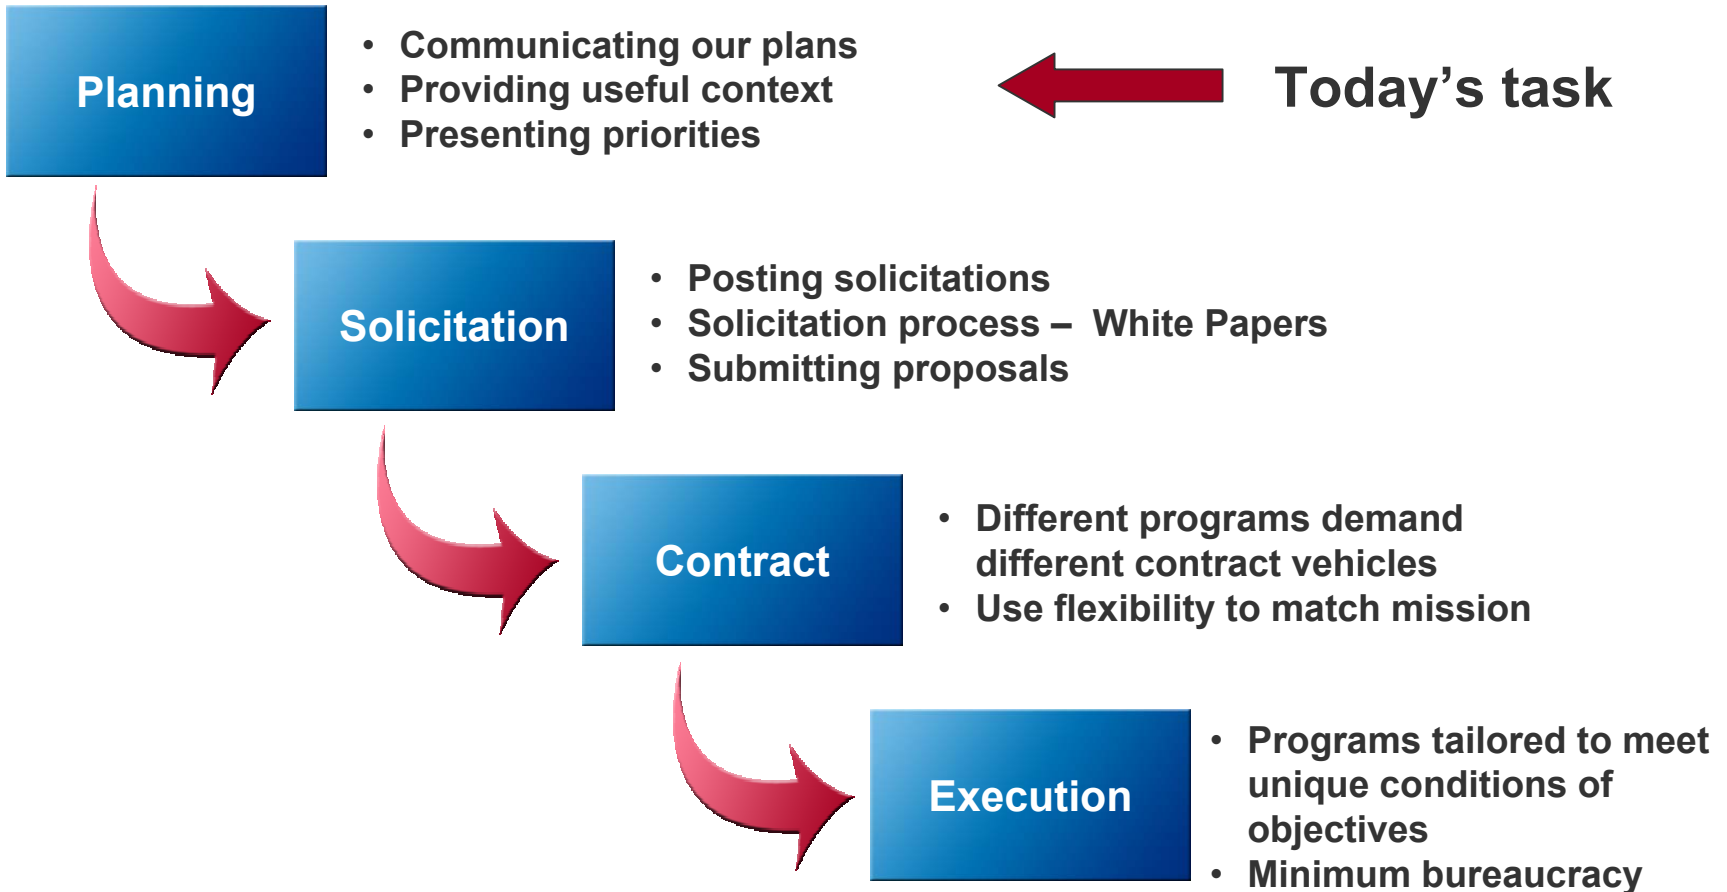 Planning
• Communicating our plans
• Providing useful context
• Presenting priorities
Today’s task
Solicitation
• Posting solicitations
• Solicitation process – White Papers
• Submitting proposals
Contract
• Different programs demand
different contract vehicles
• Use flexibility to match mission
Execution
• Programs tailored to meet
unique conditions of
objectives
• Minimum bureaucracy